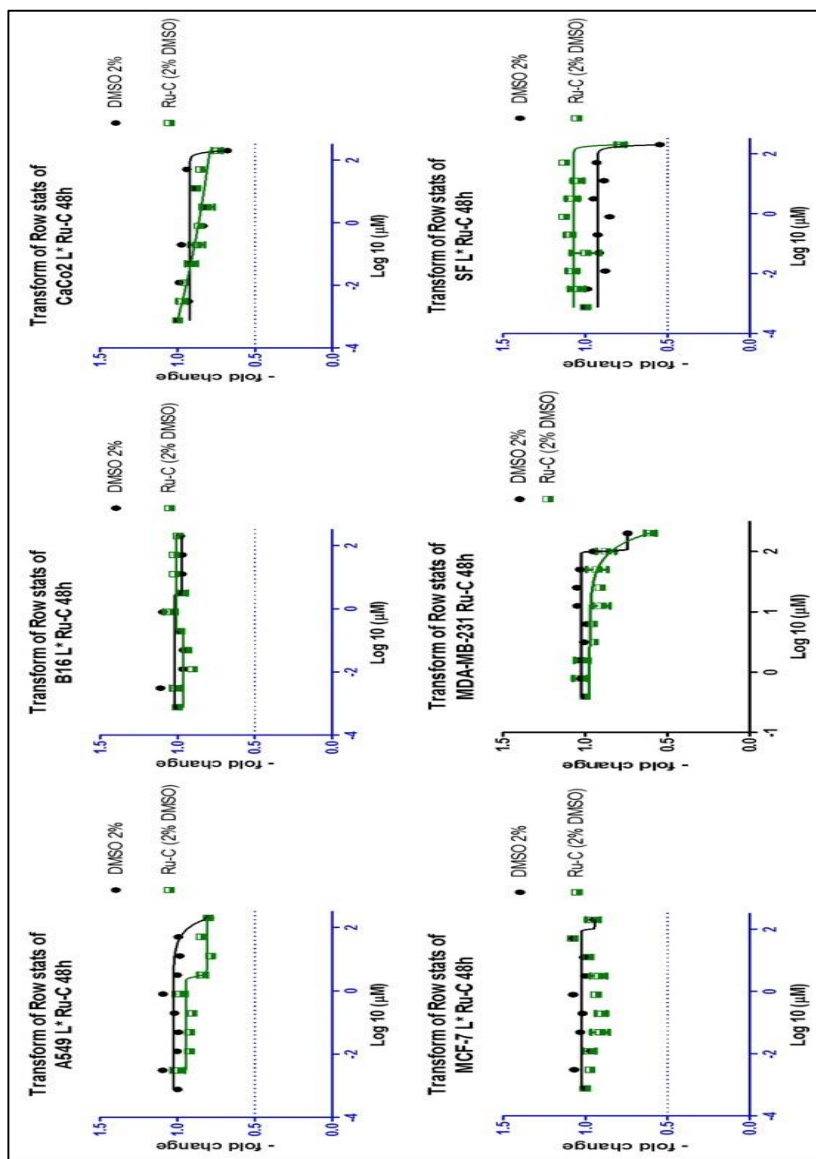 Transform of Row stats of
A549 L* Ru-C 48h
DMSO 2%
Ru-C (2% DMSO)
- fold change
1.5
1.0
0.5
0.0
-4
-2
0
2
Log 10 (µM)
Transform of Row stats of
B16 L* Ru-C 48h
DMSO 2%
Ru-C (2% DMSO)
- fold change
1.5
1.0
0.5
0.0
-4
-2
0
2
Transform of Row stats of
CaCo2 L* Ru-C 48h
DMSO 2%
Ru-C (2% DMSO)
- fold change
1.5
1.0
0.5
0.0
-4
-2
0
2
Log 10 (µM)
Transform of Row stats of
MCF-7 L* Ru-C 48h
DMSO 2%
Ru-C (2% DMSO)
- fold change
1.5
1.0
0.5
0.0
-4
-2
0
2
Log 10 (µM)
Transform of Row stats of
MDA-MB-231 Ru-C 48h
DMSO 2%
Ru-C (2% DMSO)
- fold change
1.5
1.0
0.5
0.0
-1
0
1
2
Log 10 (µM)
Transform of Row stats of
SF L* Ru-C 48h
DMSO 2%
Ru-C (2% DMSO)
- fold change
1.5
1.0
0.5
0.0
-4
-2
0
2
Log 10 (µM)